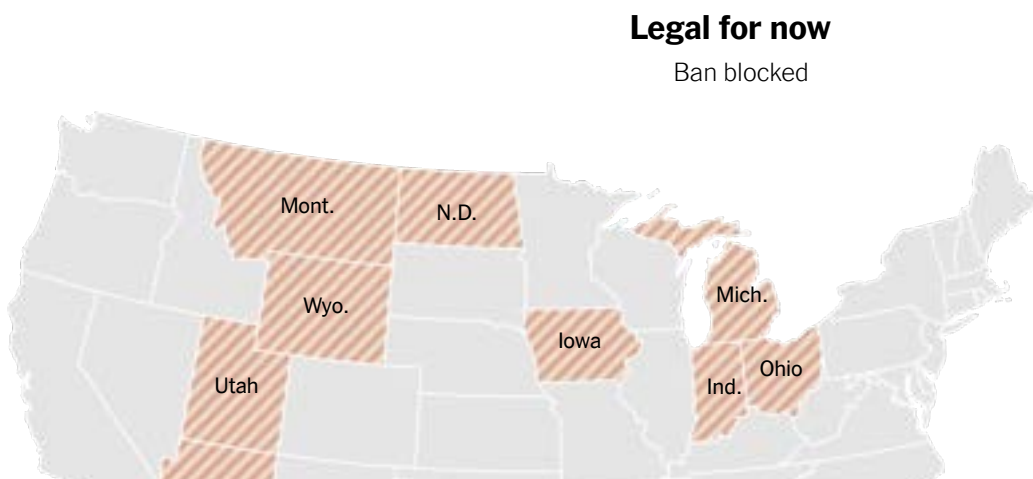 Legal for now
Ban blocked
Mont.
N.D.
Wyo.
Mich.
Iowa
Utah
Ind.
Ohio